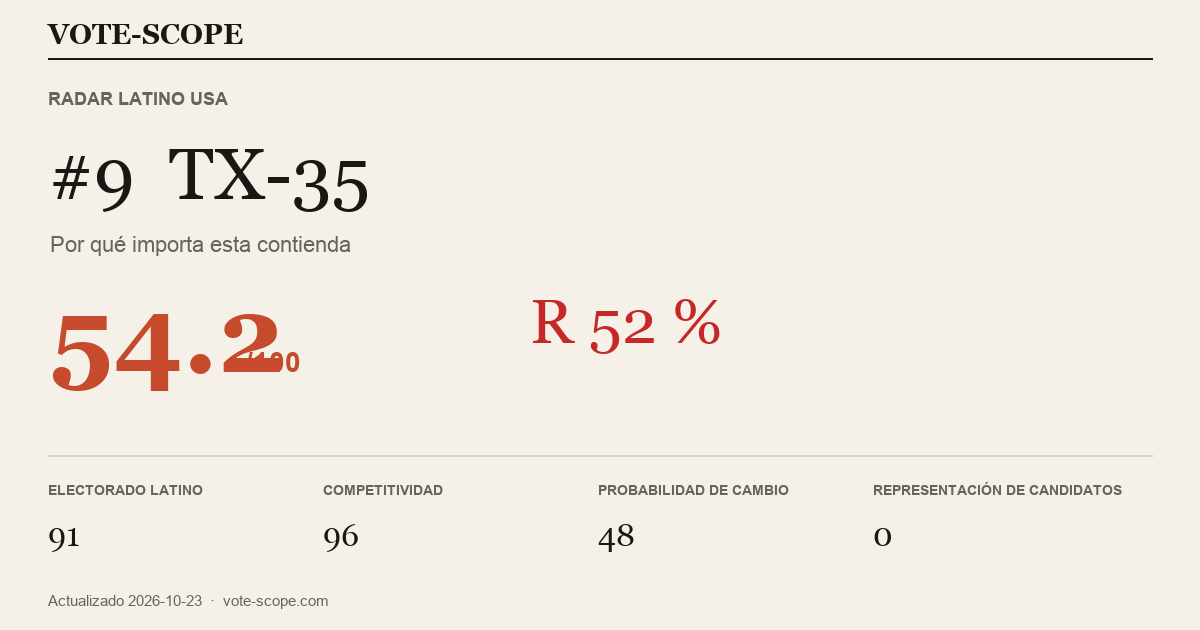 VOTE-SCOPE
RADAR LATINO USA
#9 TX-35
Por qué importa esta contienda
54.2/100
R 52 %
ELECTORADO LATINO
COMPETITIVIDAD
PROBABILIDAD DE CAMBIO
REPRESENTACIÓN DE CANDIDATOS
91
96
48
0
Actualizado 2026-10-23 · vote-scope.com